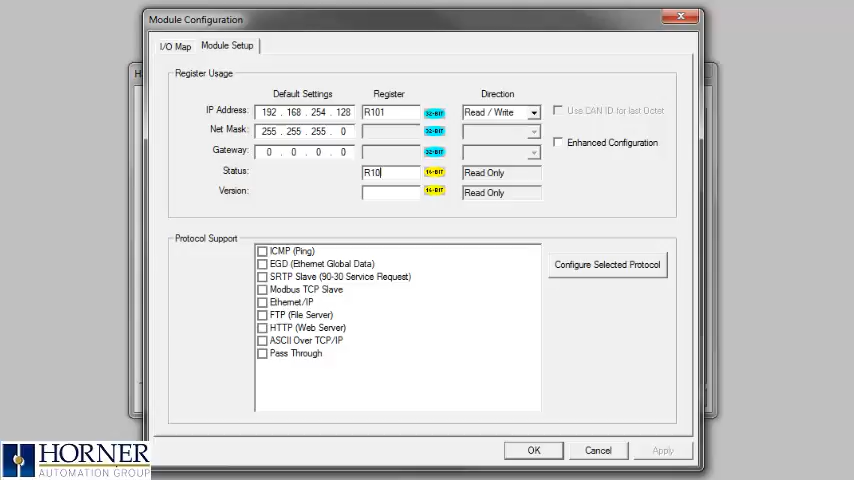 Module Configuration
I/O Map Module Setup
Register Usage
Default Settings Register Direction
IP Address: 192 . 168 . 254 . 128 R101 32-BIT Read / Write Use CAN ID for last Octet
Net Mask: 255 . 255 . 255 . 0 32-BIT
Enhanced Configuration
Gateway: 0 . 0 . 0 . 0 32-BIT
Status: R10 16-BIT Read Only
Version: 16-BIT Read Only
Protocol Support
ICMP (Ping)
EGD (Ethernet Global Data)
SRTP Slave (90-30 Service Request)
Modbus TCP Slave
Ethernet/IP
FTP (File Server)
HTTP (Web Server)
ASCII Over TCP/IP
Pass Through
Configure Selected Protocol
OK Cancel Apply
HORNER
AUTOMATION GROUP